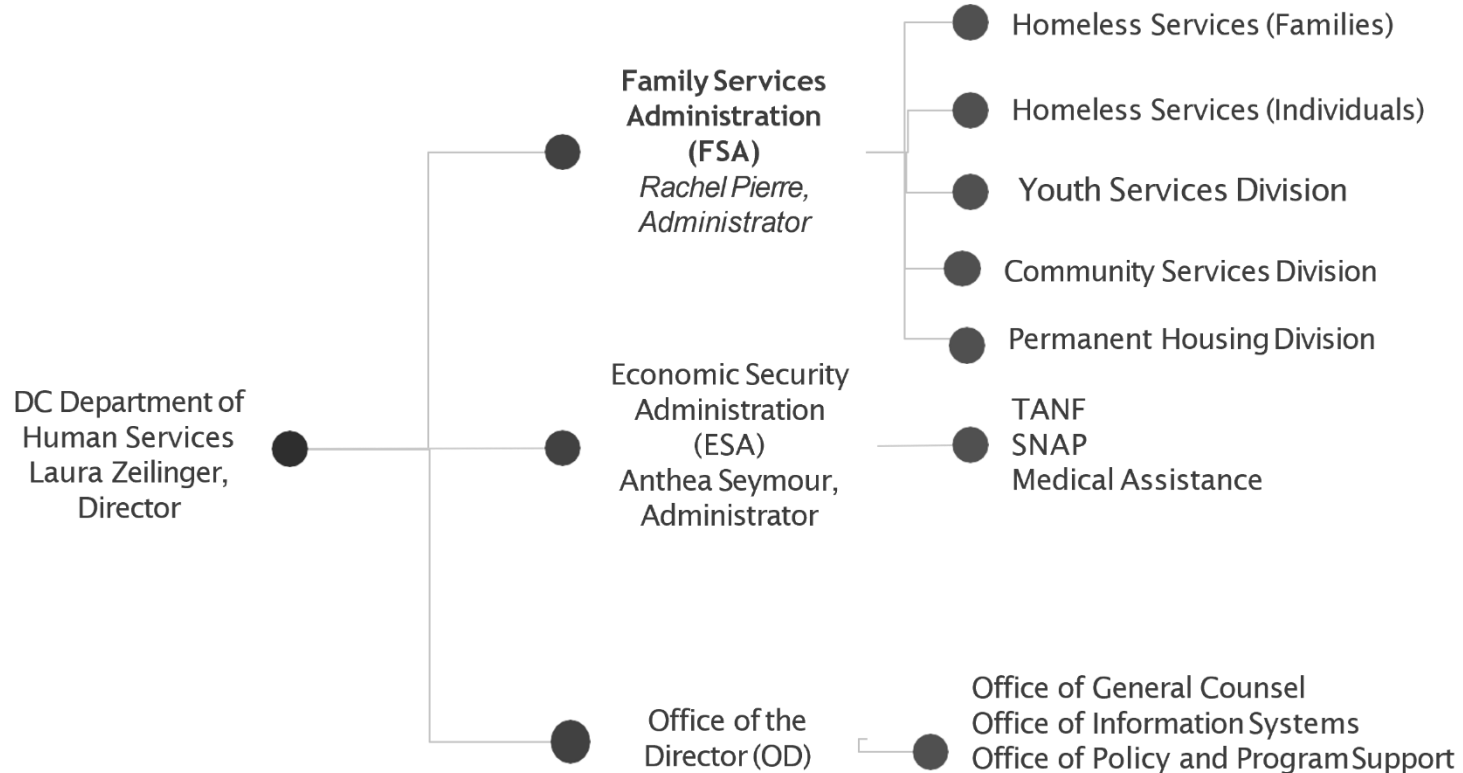 DC Department of
Human Services
Laura Zeilinger,
Director
Family Services
Administration
(FSA)
Rachel Pierre,
Administrator
Homeless Services (Families)
Homeless Services (Individuals)
Youth Services Division
Community Services Division
Permanent Housing Division
Economic Security
Administration
(ESA)
Anthea Seymour,
Administrator
TANF
SNAP
Medical Assistance
Office of the
Director (OD)
Office of General Counsel
Office of Information Systems
Office of Policy and Program Support